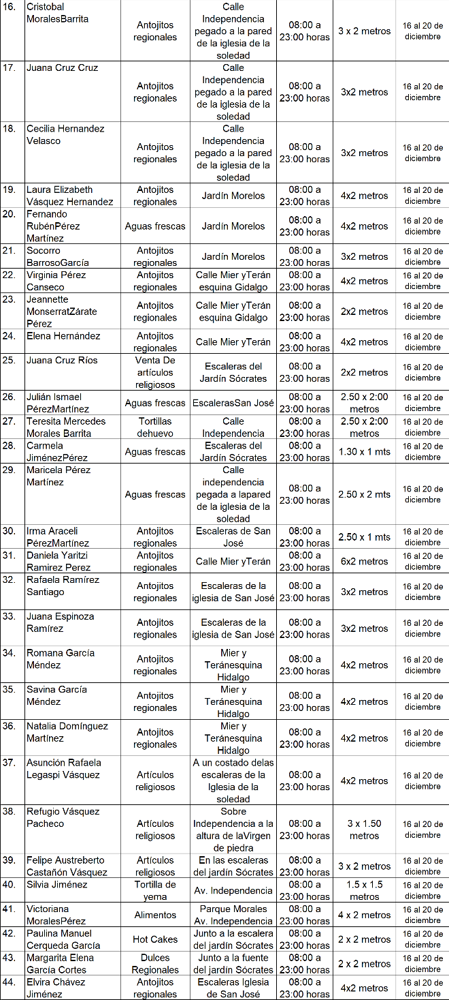 16. Cristobal MoralesBarrita Antojitos regionales Calle Independencia pegado a la pared de la iglesia de la soledad 08:00 a 23:00 horas 3 x 2 metros 16 al 20 de diciembre
17. Juana Cruz Cruz Antojitos regionales Calle Independencia pegado a la pared de la iglesia de la soledad 08:00 a 23:00 horas 3x2 metros 16 al 20 de diciembre
18. Cecilia Hernandez Velasco Antojitos regionales Calle Independencia pegado a la pared de la iglesia de la soledad 08:00 a 23:00 horas 3x2 metros 16 al 20 de diciembre
19. Laura Elizabeth Vásquez Hernandez Antojitos regionales Jardín Morelos 08:00 a 23:00 horas 4x2 metros 16 al 20 de diciembre
20. Fernando RubénPérez Martínez Aguas frescas Jardín Morelos 08:00 a 23:00 horas 4x2 metros 16 al 20 de diciembre
21. Socorro BarrosoGarcía Antojitos regionales Jardín Morelos 08:00 a 23:00 horas 3x2 metros 16 al 20 de diciembre
22. Virginia Pérez Canseco Antojitos regionales Calle Mier yTerán esquina Gidalgo 08:00 a 23:00 horas 4x2 metros 16 al 20 de diciembre
23. Jeannette MonserratZárate Pérez Antojitos regionales Calle Mier yTerán esquina Gidalgo 08:00 a 23:00 horas 2x2 metros 16 al 20 de diciembre
24. Elena Hernández Antojitos regionales Calle Mier yTerán 08:00 a 23:00 horas 4x2 metros 16 al 20 de diciembre
25. Juana Cruz Ríos Venta De artículos religiosos Escaleras del Jardín Sócrates 08:00 a 23:00 horas 2x2 metros 16 al 20 de diciembre
26. Julián Ismael PérezMartínez Aguas frescas EscalerasSan José 08:00 a 23:00 horas 2.50 x 2:00 metros 16 al 20 de diciembre
27. Teresita Mercedes Morales Barrita Tortillas dehuevo Calle Independencia 08:00 a 23:00 horas 2.50 x 2:00 metros 16 al 20 de diciembre
28. Carmela JiménezPérez Aguas frescas Escaleras del Jardín Sócrates 08:00 a 23:00 horas 1.30 x 1 mts 16 al 20 de diciembre
29. Maricela Pérez Martínez Aguas frescas Calle independencia pegada a lapared de la iglesia de la soledad 08:00 a 23:00 horas 2.50 x 2 mts 16 al 20 de diciembre
30. Irma Araceli PérezMartínez Antojitos regionales Escaleras de San José 08:00 a 23:00 horas 2.50 x 1 mts 16 al 20 de diciembre
31. Daniela Yaritzi Ramirez Perez Antojitos regionales Calle Mier yTerán 08:00 a 23:00 horas 6x2 metros 16 al 20 de diciembre
32. Rafaela Ramírez Santiago Antojitos regionales Escaleras de la iglesia de San José 08:00 a 23:00 horas 3x2 metros 16 al 20 de diciembre
33. Juana Espinoza Ramírez Antojitos regionales Escaleras de la iglesia de San José 08:00 a 23:00 horas 3x2 metros 16 al 20 de diciembre
34. Romana García Méndez Antojitos regionales Mier y Teránesquina Hidalgo 08:00 a 23:00 horas 4x2 metros 16 al 20 de diciembre
35. Savina García Méndez Antojitos regionales Mier y Teránesquina Hidalgo 08:00 a 23:00 horas 4x2 metros 16 al 20 de diciembre
36. Natalia Domínguez Martínez Antojitos regionales Mier y Teránesquina Hidalgo 08:00 a 23:00 horas 4x2 metros 16 al 20 de diciembre
37. Asunción Rafaela Legaspi Vásquez Artículos religiosos A un costado delas escaleras de la Iglesia de la soledad 08:00 a 23:00 horas 4x2 metros 16 al 20 de diciembre
38. Refugio Vásquez Pacheco Artículos religiosos Sobre Independencia a la altura de laVirgen de piedra 08:00 a 23:00 horas 3 x 1.50 metros 16 al 20 de diciembre
39. Felipe Austreberto Castañón Vásquez Artículos religiosos En las escaleras del jardín Sócrates 08:00 a 23:00 horas 3 x 2 metros 16 al 20 de diciembre
40. Silvia Jiménez Tortilla de yema Av. Independencia 08:00 a 23:00 horas 1.5 x 1.5 metros 16 al 20 de diciembre
41. Victoriana MoralesPérez Alimentos Parque Morales Av. Independencia 08:00 a 23:00 horas 4 x 2 metros 16 al 20 de diciembre
42. Paulina Manuel Cerqueda García Hot Cakes Junto a la escalera del jardín Sócrates 08:00 a 23:00 horas 2 x 2 metros 16 al 20 de diciembre
43. Margarita Elena García Cortes Dulces Regionales Junto a la fuente del jardín Sócrates 08:00 a 23:00 horas 2 x 2 metros 16 al 20 de diciembre
44. Elvira Chávez Jiménez Antojitos regionales Escaleras Iglesia de San José 08:00 a 23:00 horas 4x2 metros 16 al 20 de diciembre